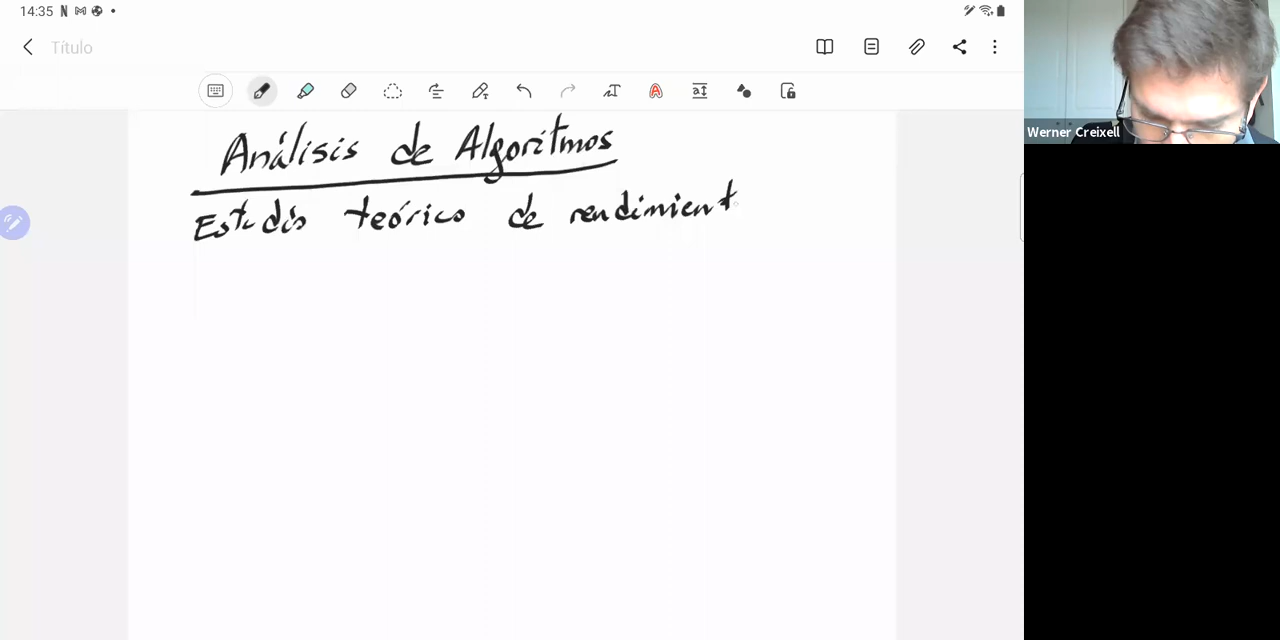 14:35
Título
Análisis de Algoritmos
Estudio teórico de rendimient
Werner Creixell